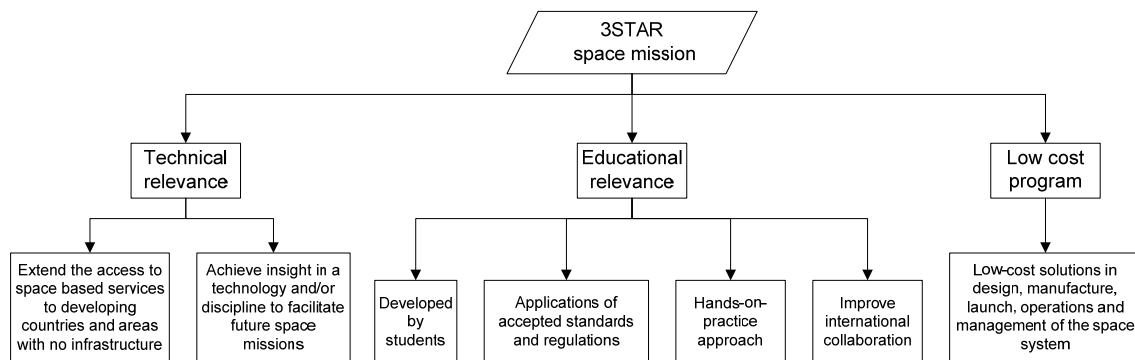 3STAR
space mission
Technical
relevance
Educational
relevance
Low cost
program
Extend the access to
space based services
to developing
countries and areas
with no infrastructure
Achieve insight in a
technology and/or
discipline to facilitate
future space
missions
Developed
by
students
Applications of
accepted standards
and regulations
Hands-on-
practice
approach
Improve
international
collaboration
Low-cost solutions in
design, manufacture,
launch, operations and
management of the space
system